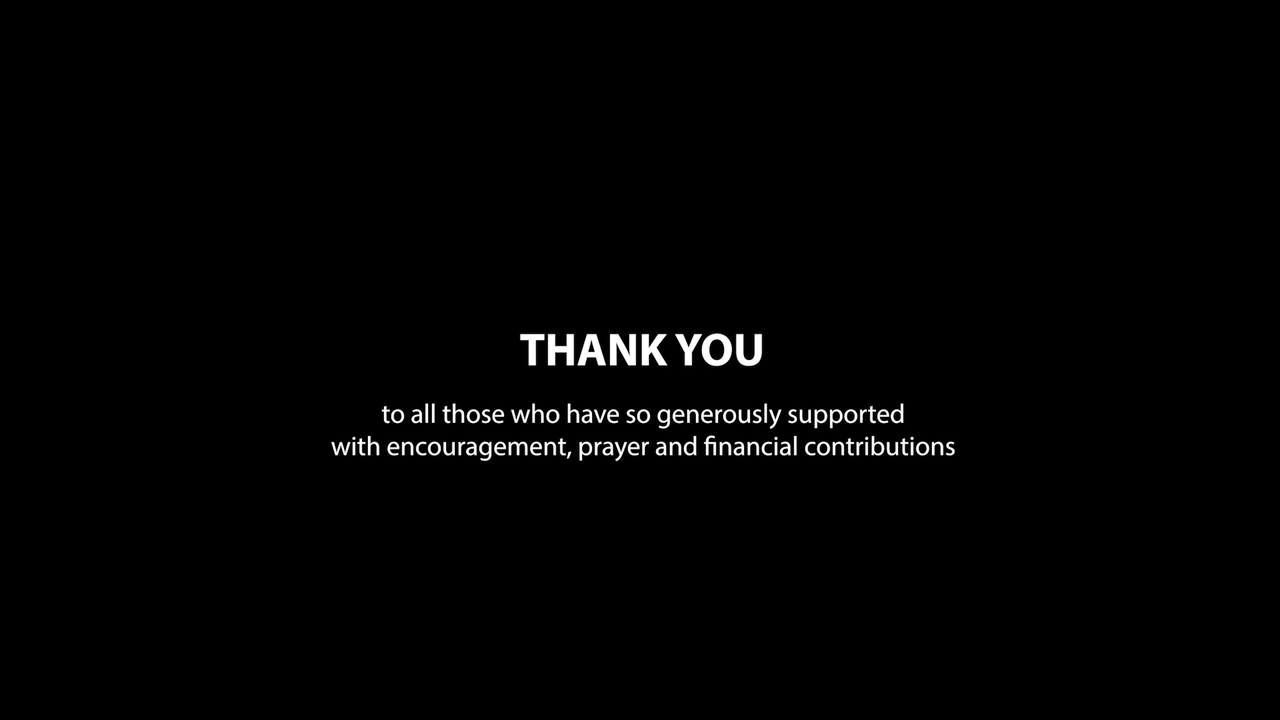 THANK YOU
to all those who have so generously supported
with encouragement, prayer and financial contributions